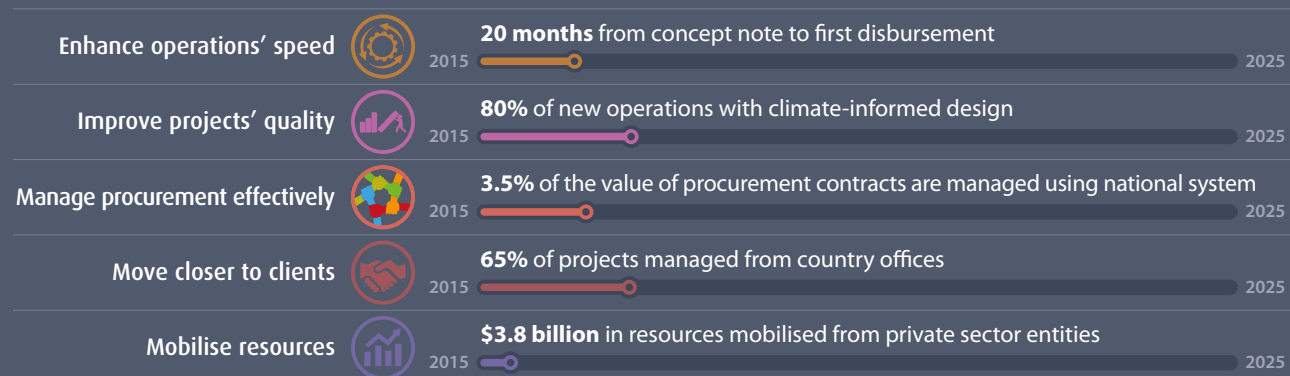 Enhance operations’ speed
20 months from concept note to first disbursement
2015 2025
Improve projects’ quality
80% of new operations with climate-informed design
2015 2025
Manage procurement effectively
3.5% of the value of procurement contracts are managed using national system
2015 2025
Move closer to clients
65% of projects managed from country offices
2015 2025
Mobilise resources
$3.8 billion in resources mobilised from private sector entities
2015 2025